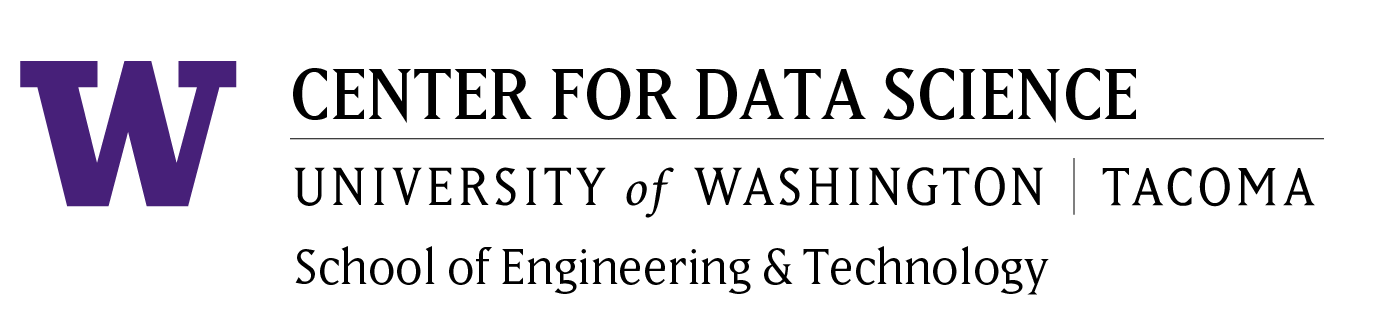 W
CENTER FOR DATA SCIENCE
UNIVERSITY of WASHINGTON | TACOMA
School of Engineering & Technology